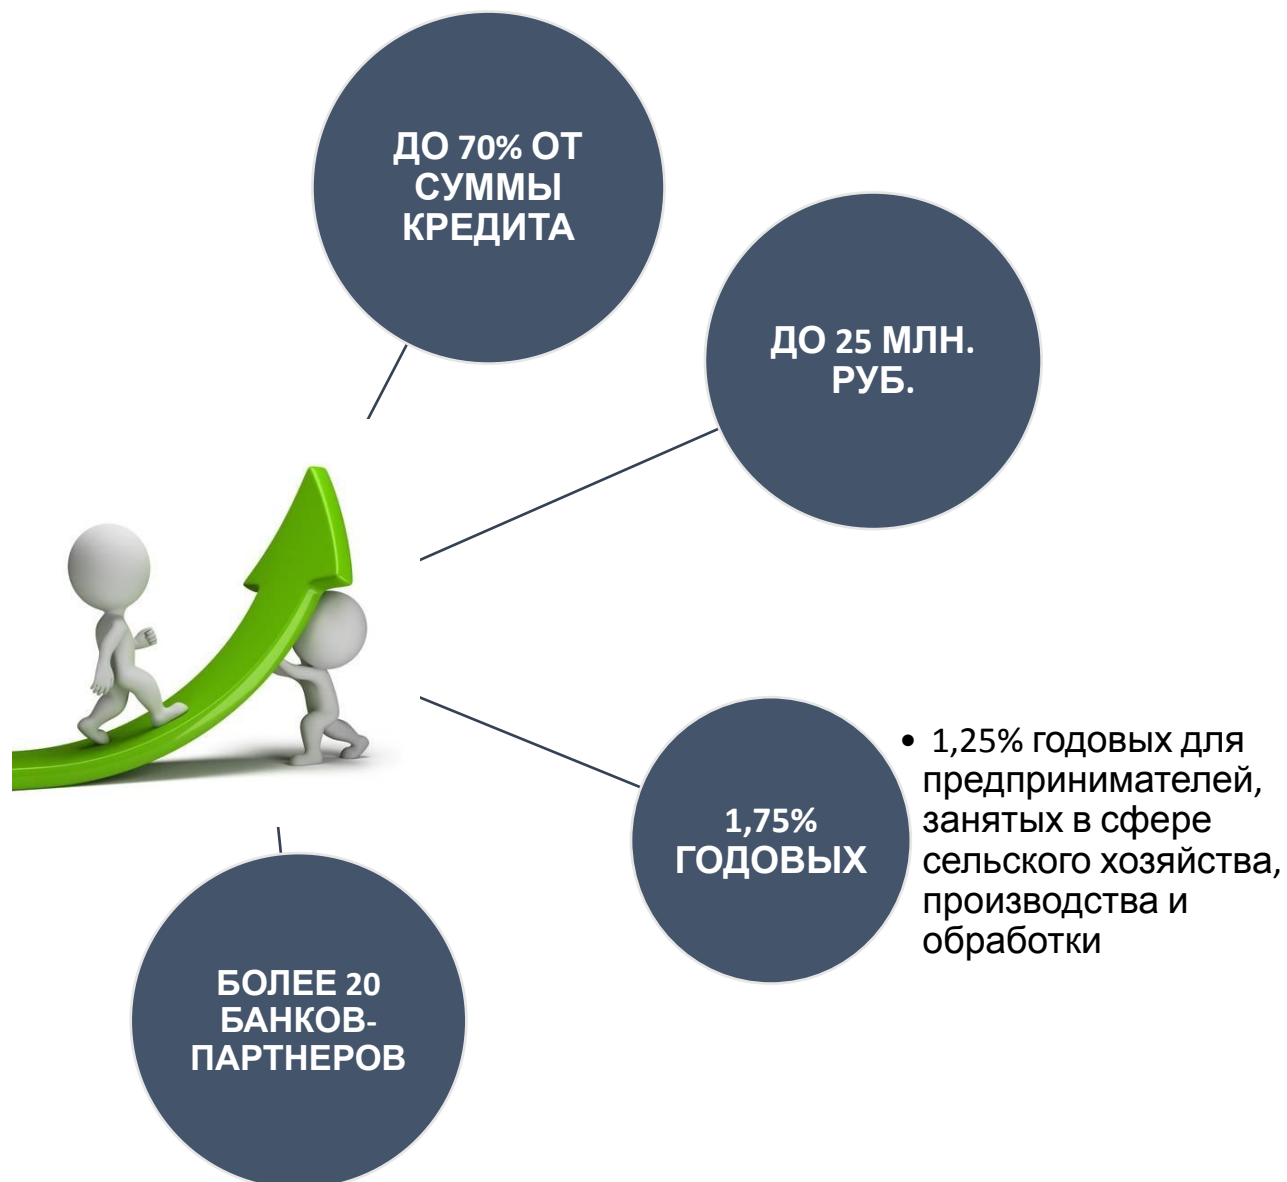 ДО 70% ОТ
СУММЫ
КРЕДИТА
ДО 25 МЛН.
РУБ.
1,75%
ГОДОВЫХ
• 1,25% годовых для
предпринимателей,
занятых в сфере
сельского хозяйства,
производства и
обработки
БОЛЕЕ 20
БАНКОВ-
ПАРТНЕРОВ